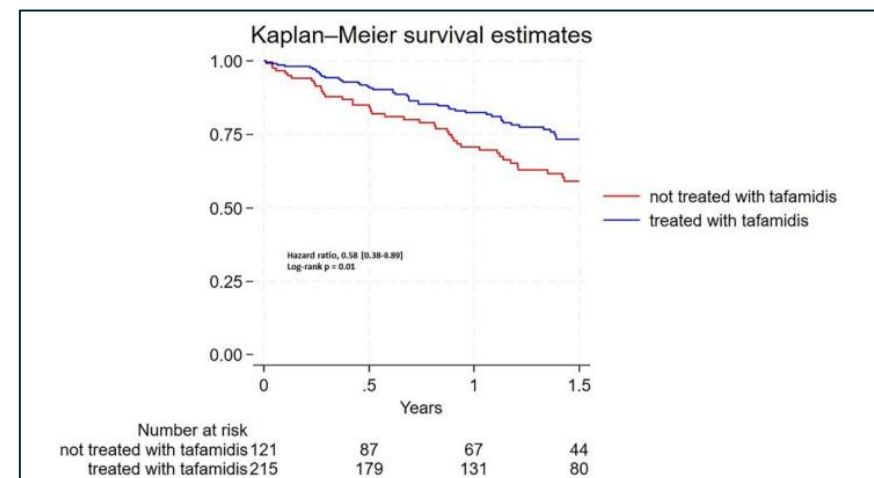 Kaplan–Meier survival estimates
1.00
0.75
0.50
0.25
0.00
Hazard ratio, 0.58 [0.38-0.89]
Log-rank p = 0.01
not treated with tafamidis
treated with tafamidis
0 .5 1 1.5
Years
Number at risk
not treated with tafamidis 121 87 67 44
treated with tafamidis 215 179 131 80